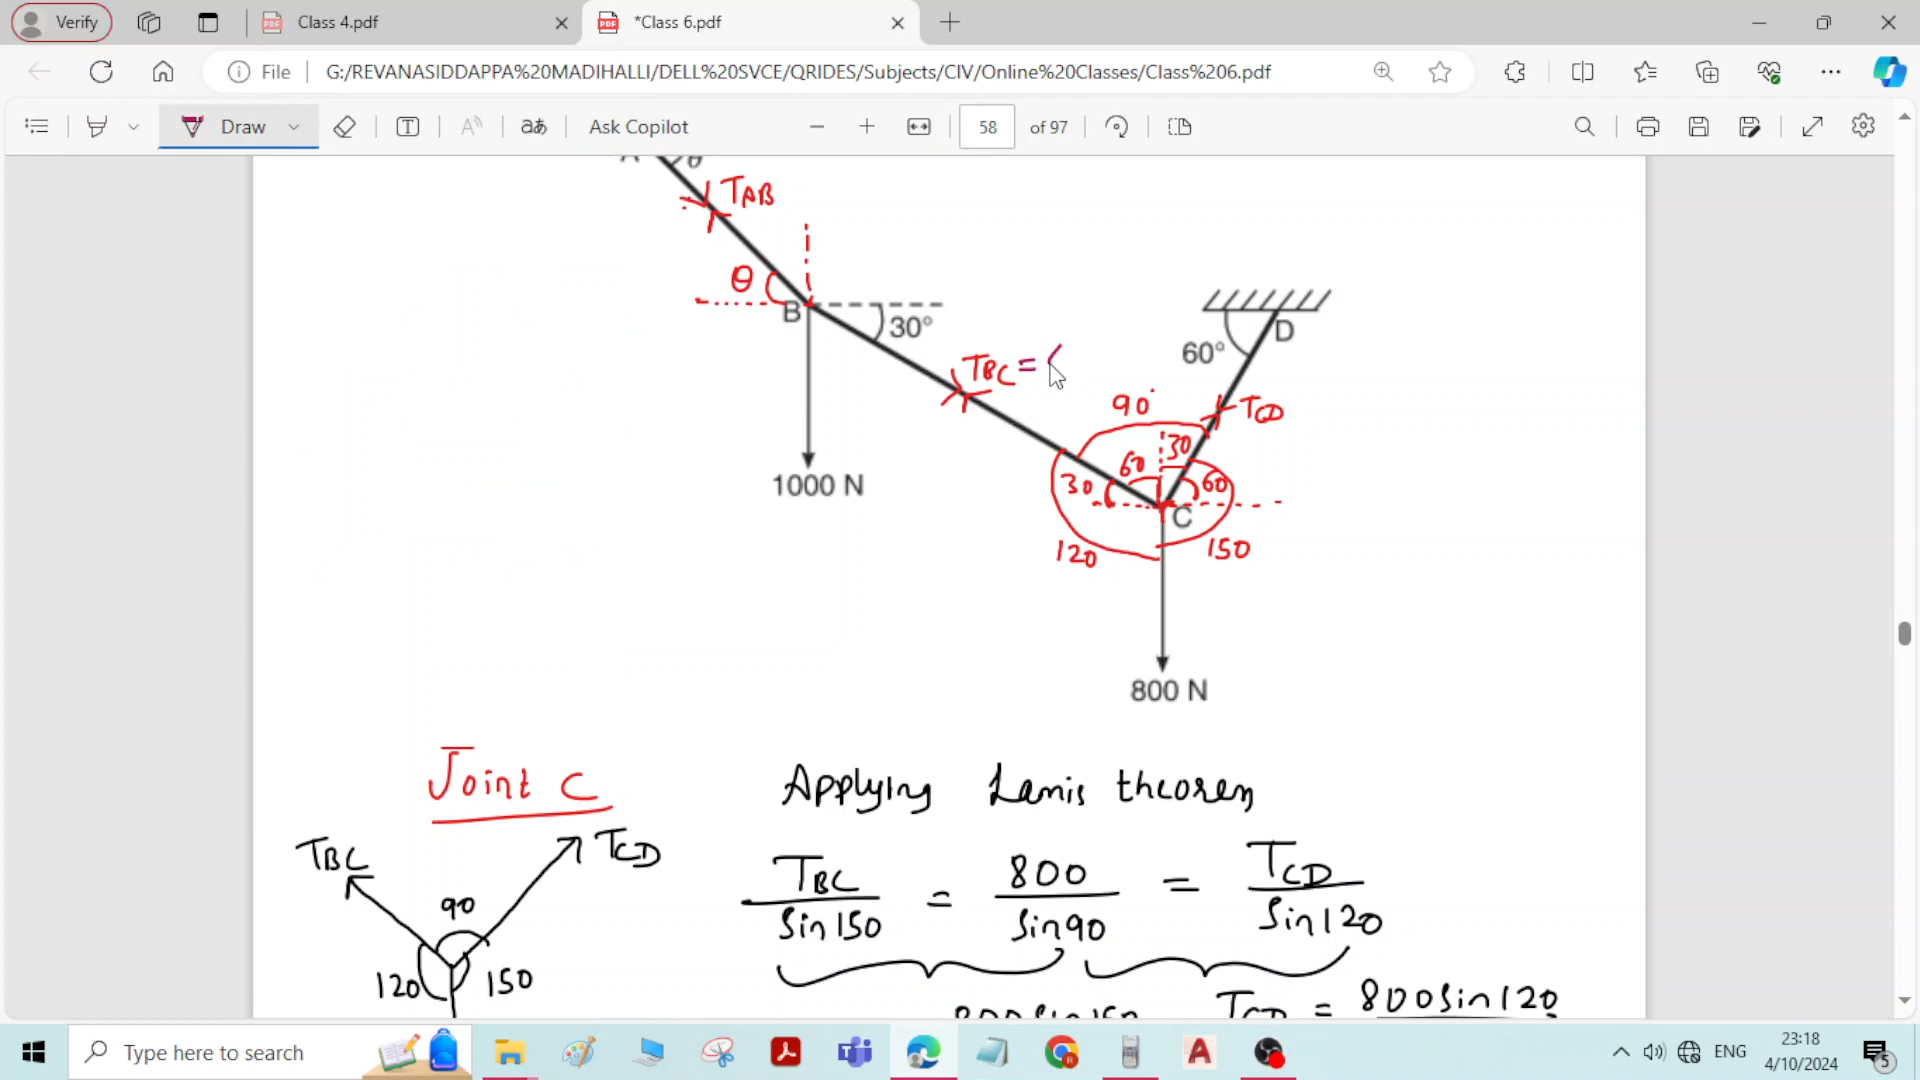 Verify
Class 4.pdf
*Class 6.pdf
File
G:/REVANASIDDAPPA%20MADIHALLI/DELL%20SVCE/QRIDES/Subjects/CIV/Online%20Classes/Class%206.pdf
Draw
Ask Copilot
58 of 97
A θ
TAB
θ
B
30°
D
60°
TBC =
90°
TCD
30
60
30
60
C
1000 N
120
150
800 N
Joint C
Applying Lamis theorem
TBC
TCD
90
120
150
TBC/sin150 = 800/sin90 = TCD/sin120
800sin150
TCD = 800sin120
Type here to search
ENG
23:18
4/10/2024
5